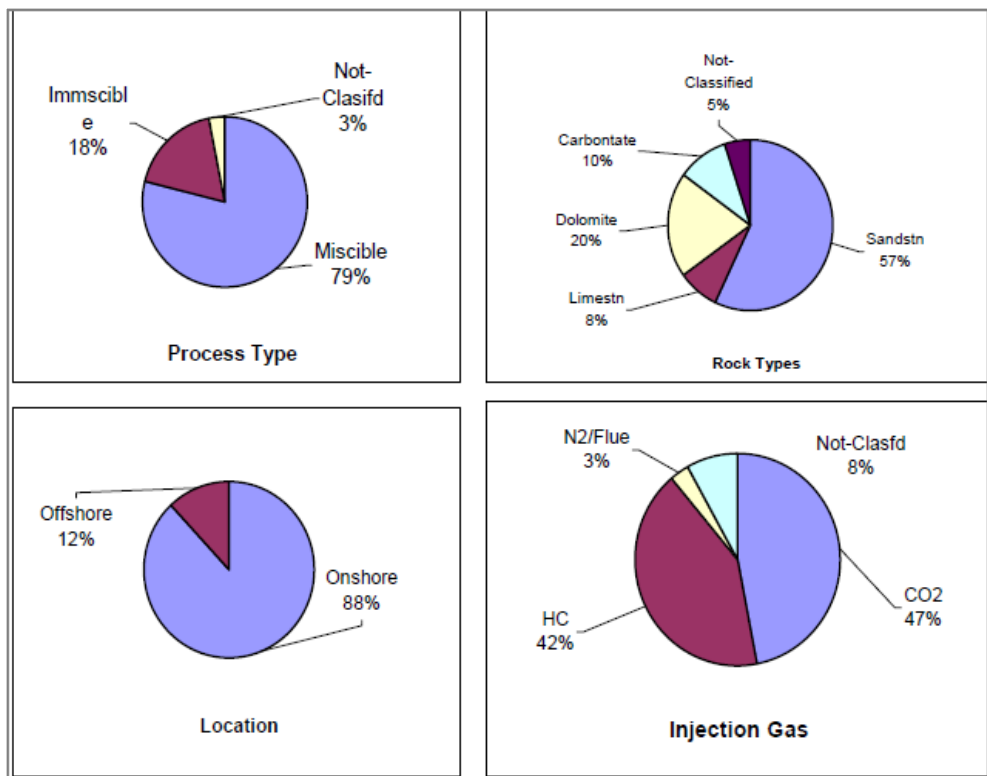 Immscibl
e
18%
Not-
Clasifd
3%
Miscible
79%
Process Type
Not-
Classified
5%
Carbontate
10%
Dolomite
20%
Limestn
8%
Sandstn
57%
Rock Types
Offshore
12%
Onshore
88%
Location
N2/Flue
3%
Not-Clasfd
8%
HC
42%
CO2
47%
Injection Gas